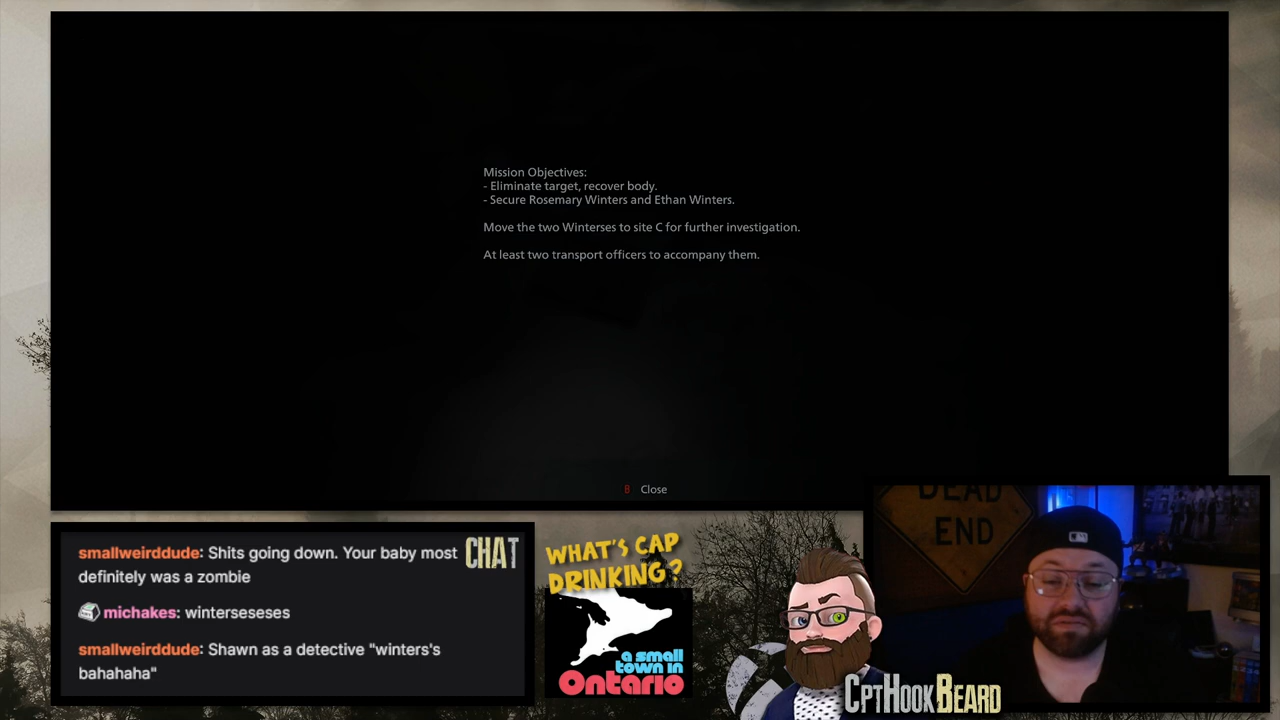 Mission Objectives:
- Eliminate target, recover body.
- Secure Rosemary Winters and Ethan Winters.
Move the two Winterses to site C for further investigation.
At least two transport officers to accompany them.
B Close
smallweirddude: Shits going down. Your baby most
definitely was a zombie
michakes: winterseseses
smallweirddude: Shawn as a detective "winters's
bahahaha"
CHAT
WHAT'S CAP
DRINKING?
a small
town in
Ontario
DEAD
END
CPTHOOKBEARD